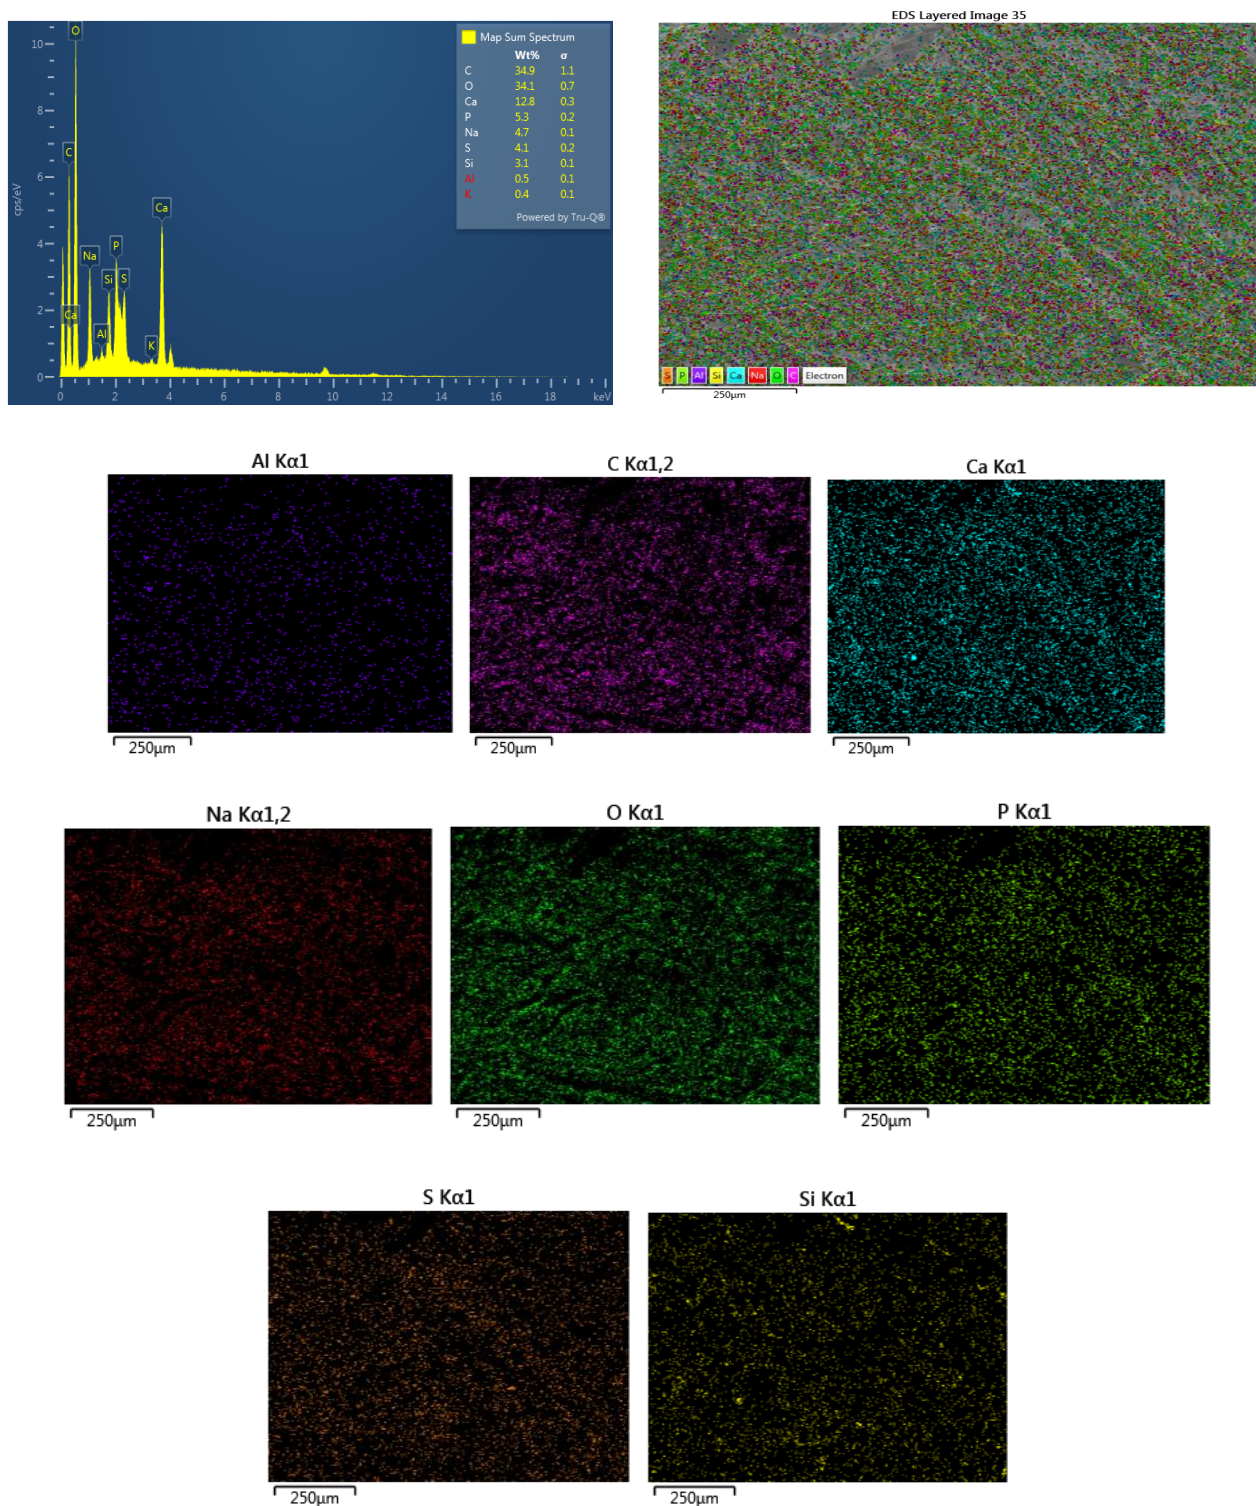 EDS Layered Image 35
Map Sum Spectrum
Wt% σ
C 34.9 1.1
O 34.1 0.7
Ca 12.8 0.3
P 5.3 0.2
Na 4.7 0.1
S 4.1 0.2
Si 3.1 0.1
Al 0.5 0.1
K 0.4 0.1
Powered by Tru-Q®
cps/eV
10
8
6
4
2
0
O
C
Ca
Na
Al
Si
P
S
K
Ca
0 2 4 6 8 10 12 14 16 18 keV
S P Al Si Ca Na O C Electron
250µm
Al Kα1
C Kα1,2
Ca Kα1
250µm
250µm
250µm
Na Kα1,2
O Kα1
P Kα1
250µm
250µm
250µm
S Kα1
Si Kα1
250µm
250µm